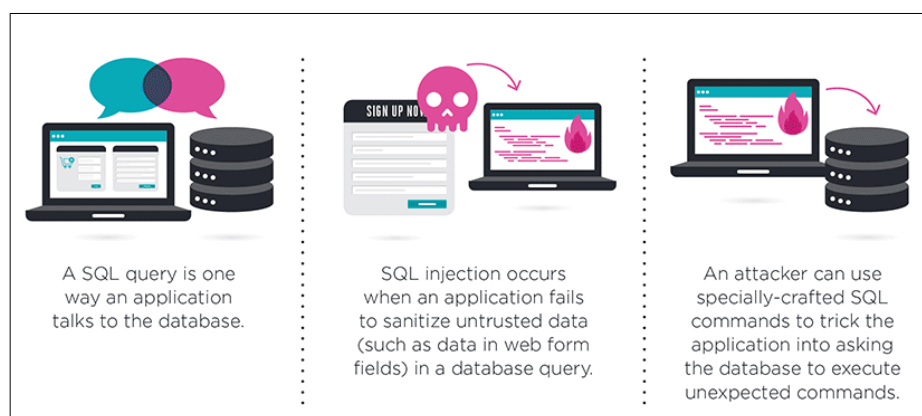 SIGN UP NOW
A SQL query is one
way an application
talks to the database.
SQL injection occurs
when an application fails
to sanitize untrusted data
(such as data in web form
fields) in a database query.
An attacker can use
specially-crafted SQL
commands to trick the
application into asking
the database to execute
unexpected commands.